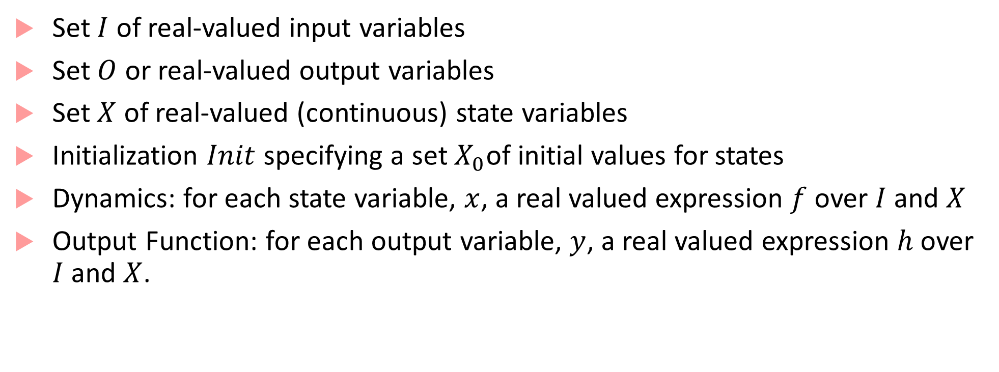 Set I of real-valued input variables
Set O or real-valued output variables
Set X of real-valued (continuous) state variables
Initialization Init specifying a set X₀ of initial values for states
Dynamics: for each state variable, x, a real valued expression f over I and X
Output Function: for each output variable, y, a real valued expression h over
I and X.